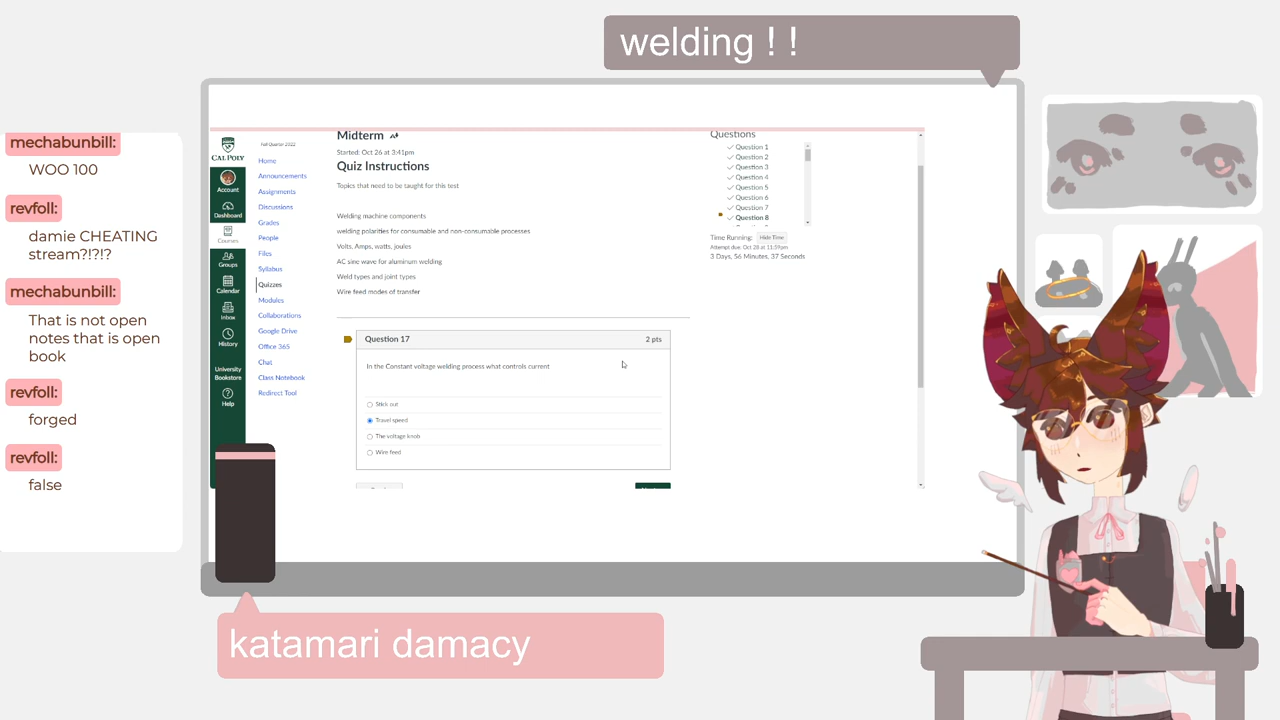 welding ! !
mechabunbill:
WOO 100
revfoll:
dame CHEATING
stream?!?!?
mechabunbill:
That is not open
notes that is open
book
revfoll:
forged
revfoll:
false
CAL POLY
Account
Dashboard
Courses
Groups
Calendar
Inbox
History
University
Bookstore
Help
Fall Quarter 2022
Home
Announcements
Assignments
Discussions
Grades
People
Files
Syllabus
Quizzes
Modules
Collaborations
Google Drive
Office 365
Chat
Class Notebook
Redirect Tool
Midterm
Started: Oct 26 at 3:41pm
Quiz Instructions
Topics that need to be taught for this test
Welding machine components
welding polarities for consumable and non-consumable processes
Volts, Amps, watts, joules
AC sine wave for aluminum welding
Weld types and joint types
Wire feed modes of transfer
Question 17 2 pts
In the Constant voltage welding process what controls current
Stick out
Travel speed
The voltage knob
Wire feed
Questions
Question 1
Question 2
Question 3
Question 4
Question 5
Question 6
Question 7
Question 8
Time Running: Hide Time
Attempt due: Oct 28 at 11:59pm
3 Days, 56 Minutes, 37 Seconds
katamari damacy